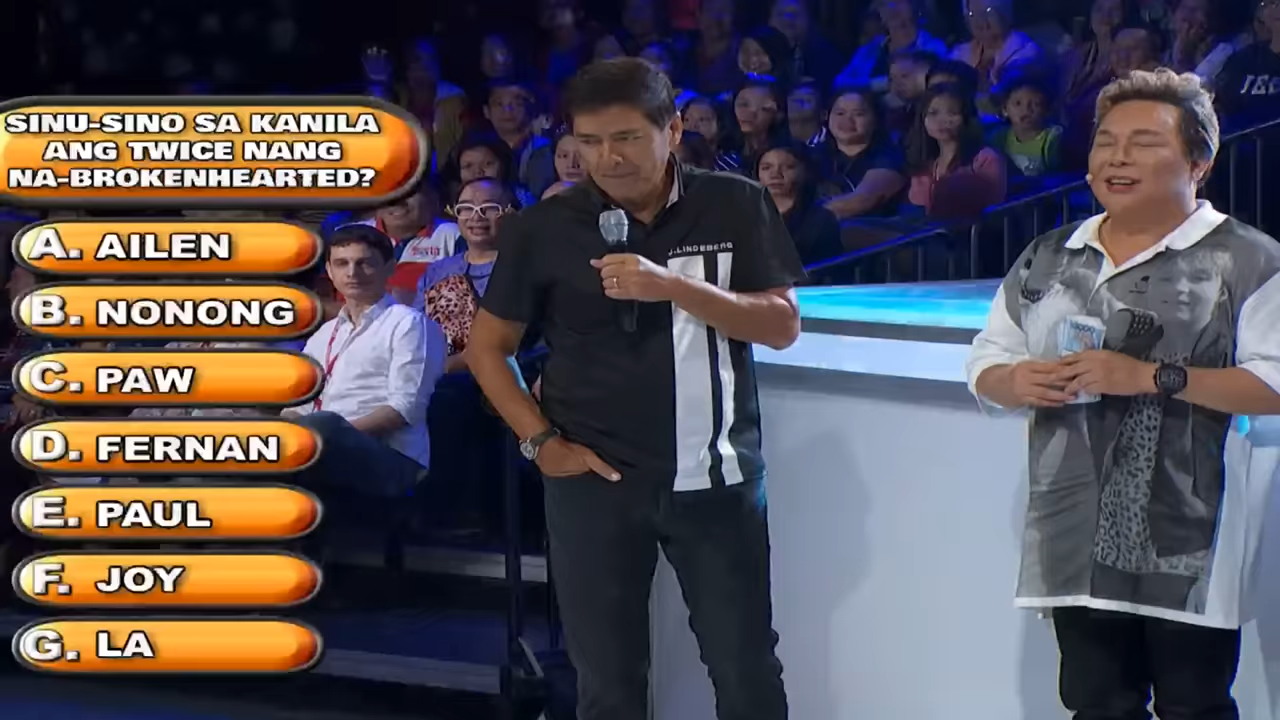 SINU-SINO SA KANILA
ANG TWICE NANG
NA-BROKENHEARTED?
A. AILEN
B. NONONG
C. PAW
D. FERNAN
E. PAUL
F. JOY
G. LA
J.LINDEBERG